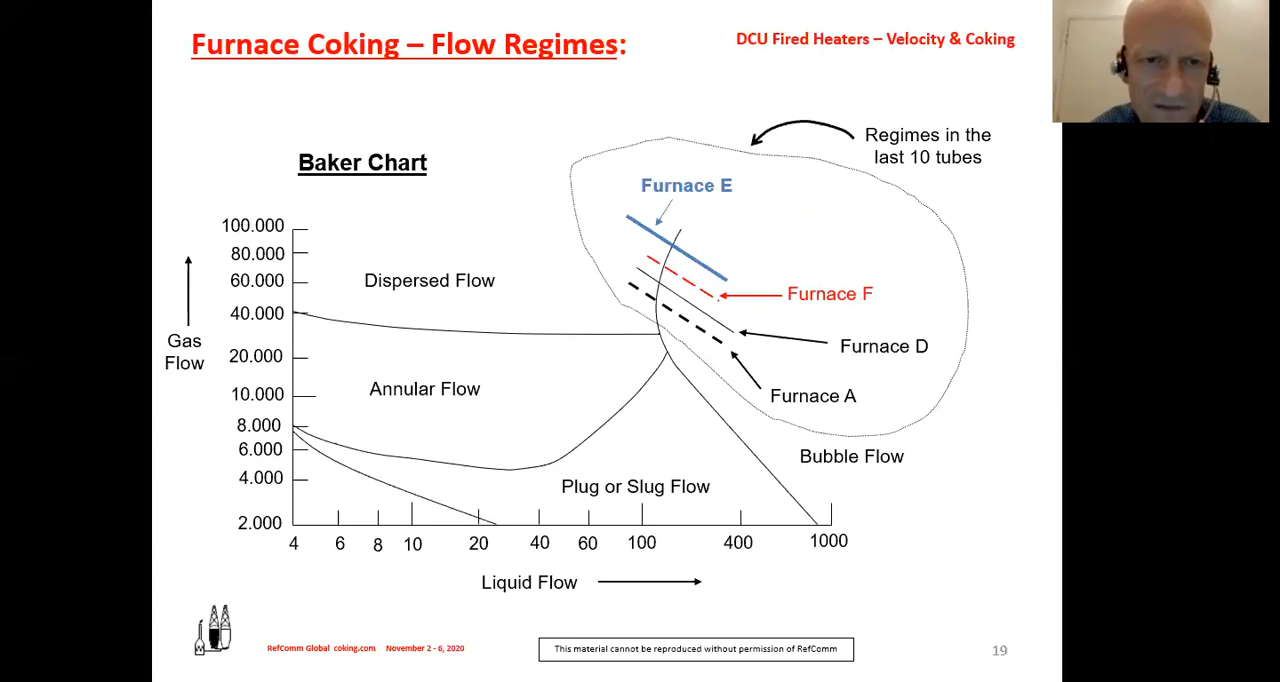 Furnace Coking – Flow Regimes:
DCU Fired Heaters – Velocity & Coking
Regimes in the
last 10 tubes
Baker Chart
Furnace E
100.000
80.000
60.000
40.000
20.000
10.000
8.000
6.000
4.000
2.000
Gas
Flow
Dispersed Flow
Furnace F
Furnace D
Annular Flow
Furnace A
Bubble Flow
Plug or Slug Flow
4 6 8 10 20 40 60 100 400 1000
Liquid Flow
RefComm Global coking.com November 2 - 6, 2020
This material cannot be reproduced without permission of RefComm
19